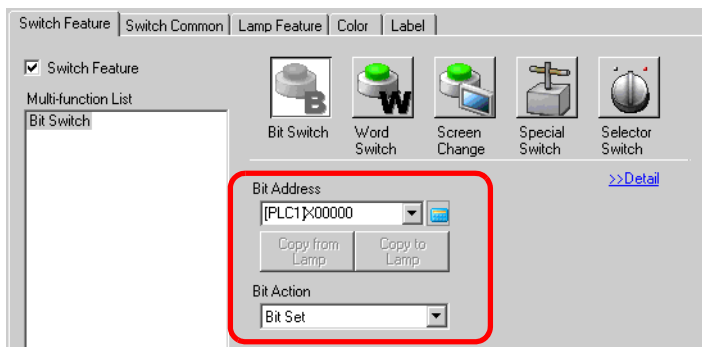 Switch Feature Switch Common Lamp Feature Color Label
Switch Feature
Multi-function List
Bit Switch
B
W
Bit Switch Word Switch Screen Change Special Switch Selector Switch
>>Detail
Bit Address
[PLC1]X00000
Copy from Lamp Copy to Lamp
Bit Action
Bit Set